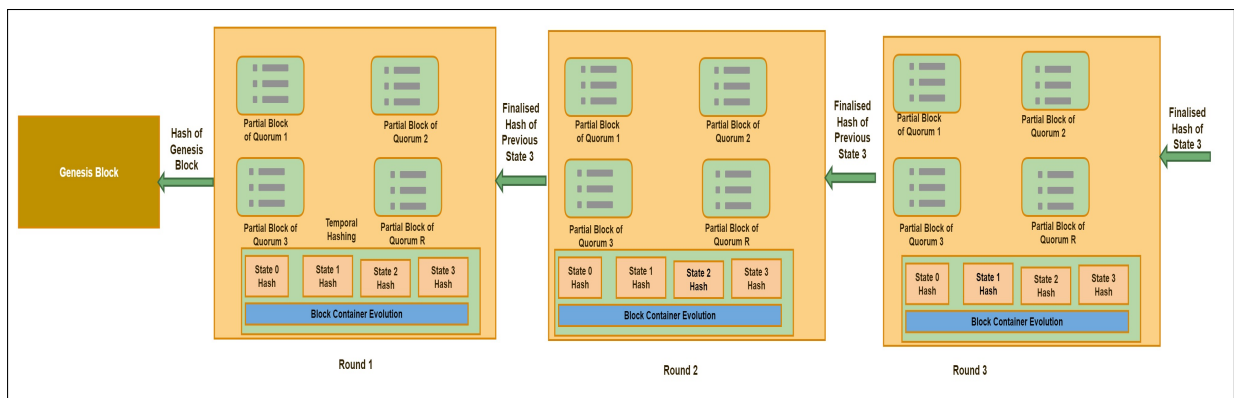 Genesis Block
Hash of
Genesis
Block
Partial Block
of Quorum 1
Partial Block of
Quorum 2
Partial Block of
Quorum 3
Temporal
Hashing
Partial Block of
Quorum R
State 0
Hash
State 1
Hash
State 2
Hash
State 3
Hash
Block Container Evolution
Round 1
Finalised
Hash of
Previous
State 3
Partial Block
of Quorum 1
Partial Block of
Quorum 2
Partial Block of
Quorum 3
Partial Block of
Quorum R
State 0
Hash
State 1
Hash
State 2
Hash
State 3
Hash
Block Container Evolution
Round 2
Finalised
Hash of
Previous
State 3
Partial Block
of Quorum 1
Partial Block of
Quorum 2
Partial Block of
Quorum 3
Partial Block of
Quorum R
State 0
Hash
State 1
Hash
State 2
Hash
State 3
Hash
Block Container Evolution
Round 3
Finalised
Hash of
State 3